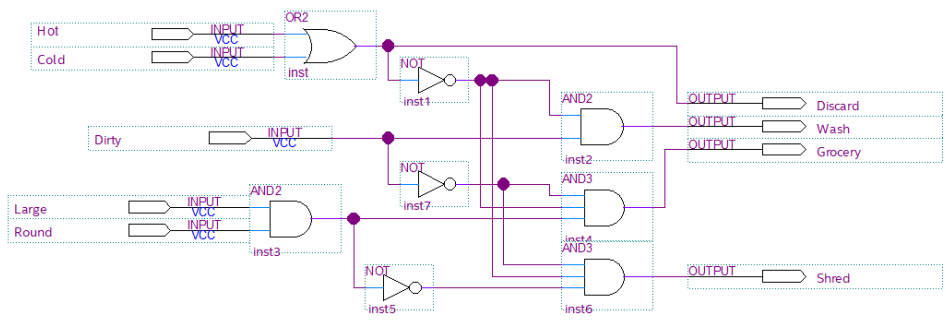 OR2
Hot INPUT
VCC
Cold INPUT
VCC
inst
NOT
inst1
AND2
OUTPUT Discard
OUTPUT Wash
inst2
Dirty INPUT
VCC
OUTPUT Grocery
NOT
inst7
AND3
inst4
AND2
Large INPUT
VCC
Round INPUT
VCC
inst3
AND3
NOT
inst5
inst6
OUTPUT Shred